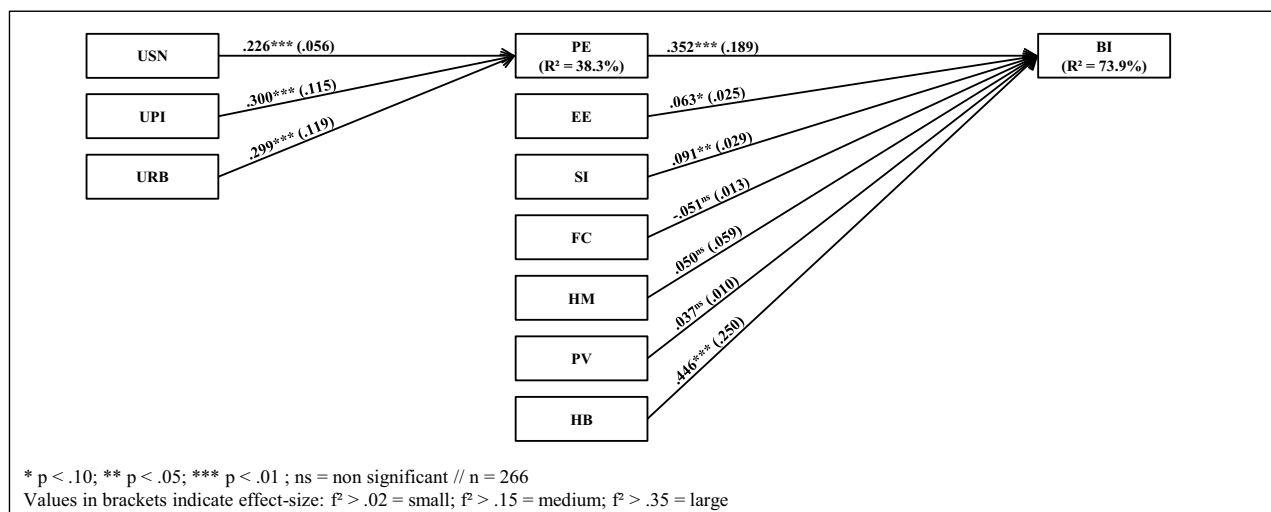 USN
.226*** (.056)
PE
(R² = 38.3%)
.352*** (.189)
BI
(R² = 73.9%)
UPI
.300*** (.115)
EE
.063* (.025)
URB
.299*** (.119)
SI
.091** (.029)
FC
-.051ns (.013)
HM
.050ns (.059)
PV
.037ns (.010)
HB
.446*** (.250)
* p < .10; ** p < .05; *** p < .01 ; ns = non significant // n = 266
Values in brackets indicate effect-size: f² > .02 = small; f² > .15 = medium; f² > .35 = large